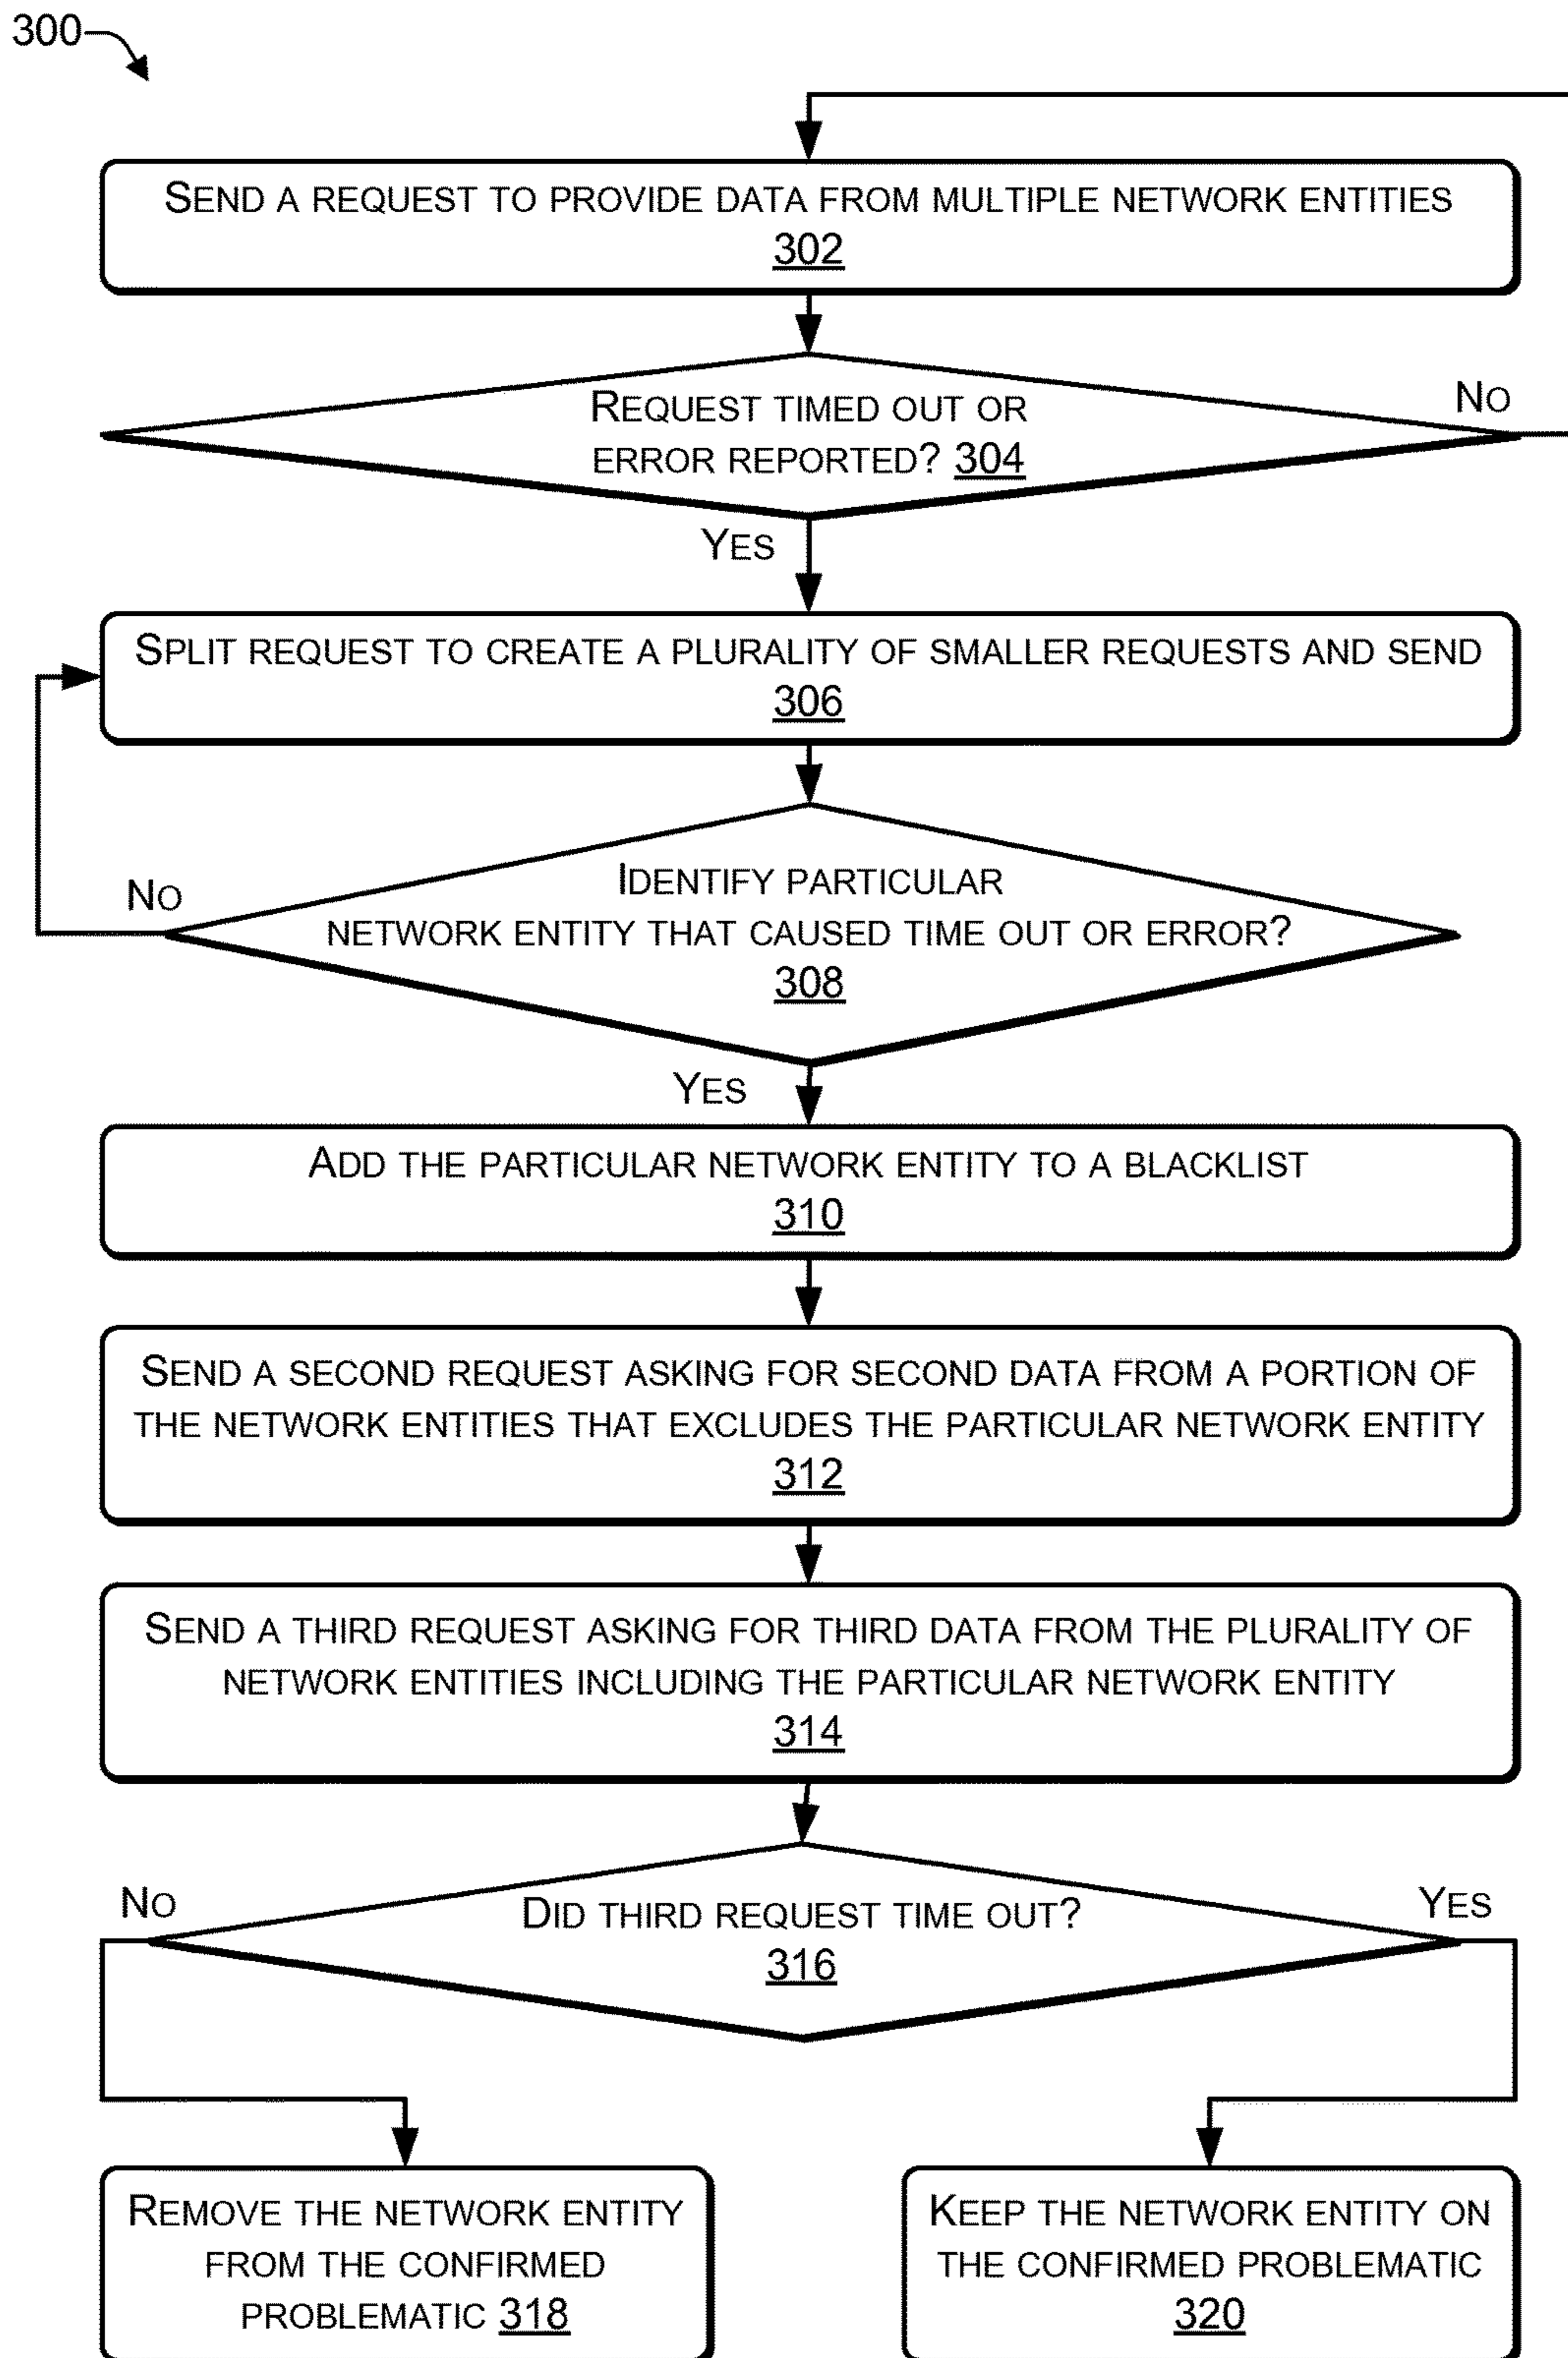 300
SEND A REQUEST TO PROVIDE DATA FROM MULTIPLE NETWORK ENTITIES
302
REQUEST TIMED OUT OR
ERROR REPORTED? 304
NO
YES
SPLIT REQUEST TO CREATE A PLURALITY OF SMALLER REQUESTS AND SEND
306
IDENTIFY PARTICULAR
NETWORK ENTITY THAT CAUSED TIME OUT OR ERROR?
308
NO
YES
ADD THE PARTICULAR NETWORK ENTITY TO A BLACKLIST
310
SEND A SECOND REQUEST ASKING FOR SECOND DATA FROM A PORTION OF
THE NETWORK ENTITIES THAT EXCLUDES THE PARTICULAR NETWORK ENTITY
312
SEND A THIRD REQUEST ASKING FOR THIRD DATA FROM THE PLURALITY OF
NETWORK ENTITIES INCLUDING THE PARTICULAR NETWORK ENTITY
314
DID THIRD REQUEST TIME OUT?
316
NO
YES
REMOVE THE NETWORK ENTITY
FROM THE CONFIRMED
PROBLEMATIC 318
KEEP THE NETWORK ENTITY ON
THE CONFIRMED PROBLEMATIC
320